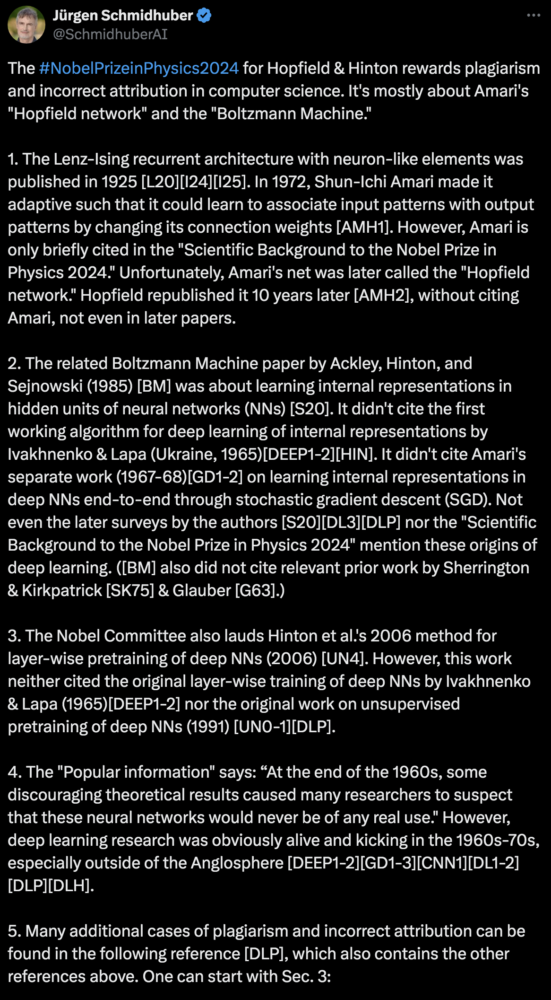 Jürgen Schmidhuber
@SchmidhuberAI
The #NobelPrizeinPhysics2024 for Hopfield & Hinton rewards plagiarism
and incorrect attribution in computer science. It's mostly about Amari's
"Hopfield network" and the "Boltzmann Machine."
1. The Lenz-Ising recurrent architecture with neuron-like elements was
published in 1925 [L20][I24][I25]. In 1972, Shun-Ichi Amari made it
adaptive such that it could learn to associate input patterns with output
patterns by changing its connection weights [AMH1]. However, Amari is
only briefly cited in the "Scientific Background to the Nobel Prize in
Physics 2024." Unfortunately, Amari's net was later called the "Hopfield
network." Hopfield republished it 10 years later [AMH2], without citing
Amari, not even in later papers.
2. The related Boltzmann Machine paper by Ackley, Hinton, and
Sejnowski (1985) [BM] was about learning internal representations in
hidden units of neural networks (NNs) [S20]. It didn't cite the first
working algorithm for deep learning of internal representations by
Ivakhnenko & Lapa (Ukraine, 1965)[DEEP1-2][HIN]. It didn't cite Amari's
separate work (1967-68)[GD1-2] on learning internal representations in
deep NNs end-to-end through stochastic gradient descent (SGD). Not
even the later surveys by the authors [S20][DL3][DLP] nor the "Scientific
Background to the Nobel Prize in Physics 2024" mention these origins of
deep learning. ([BM] also did not cite relevant prior work by Sherrington
& Kirkpatrick [SK75] & Glauber [G63].)
3. The Nobel Committee also lauds Hinton et al.'s 2006 method for
layer-wise pretraining of deep NNs (2006) [UN4]. However, this work
neither cited the original layer-wise training of deep NNs by Ivakhnenko
& Lapa (1965)[DEEP1-2] nor the original work on unsupervised
pretraining of deep NNs (1991) [UN0-1][DLP].
4. The "Popular information" says: “At the end of the 1960s, some
discouraging theoretical results caused many researchers to suspect
that these neural networks would never be of any real use." However,
deep learning research was obviously alive and kicking in the 1960s-70s,
especially outside of the Anglosphere [DEEP1-2][GD1-3][CNN1][DL1-2]
[DLP][DLH].
5. Many additional cases of plagiarism and incorrect attribution can be
found in the following reference [DLP], which also contains the other
references above. One can start with Sec. 3: